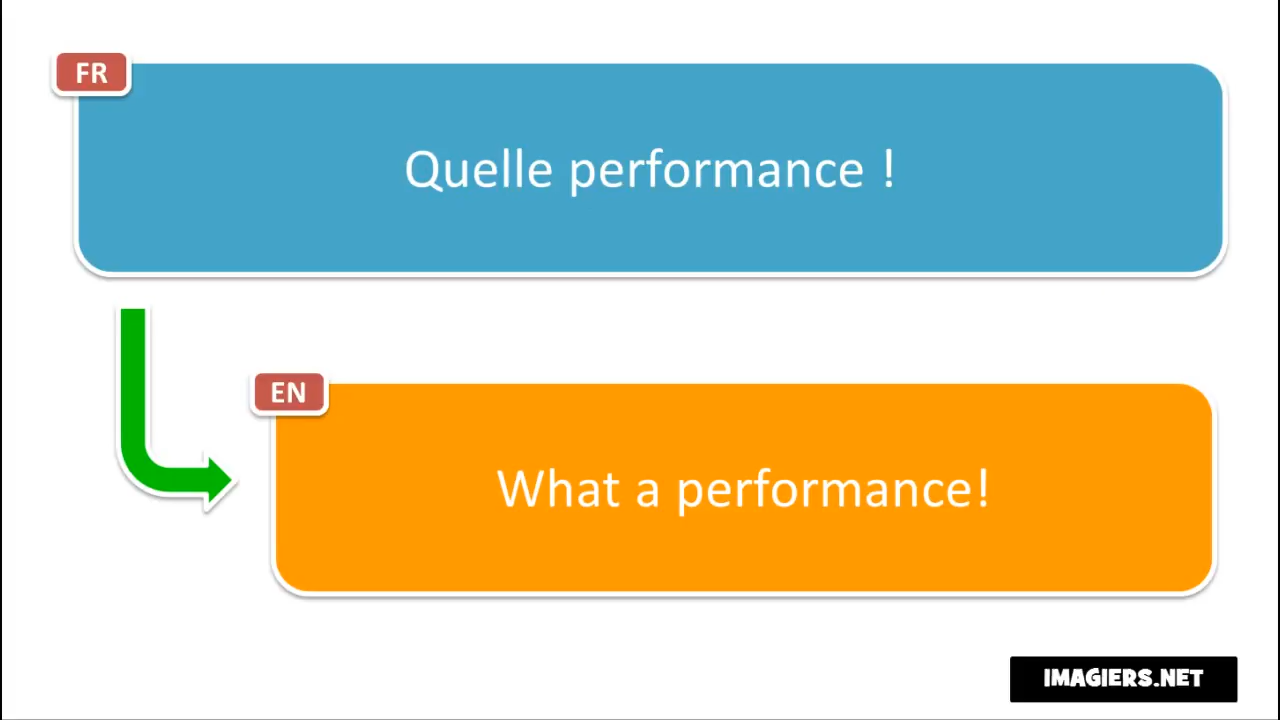 FR
Quelle performance !
EN
What a performance!
IMAGIERS.NET